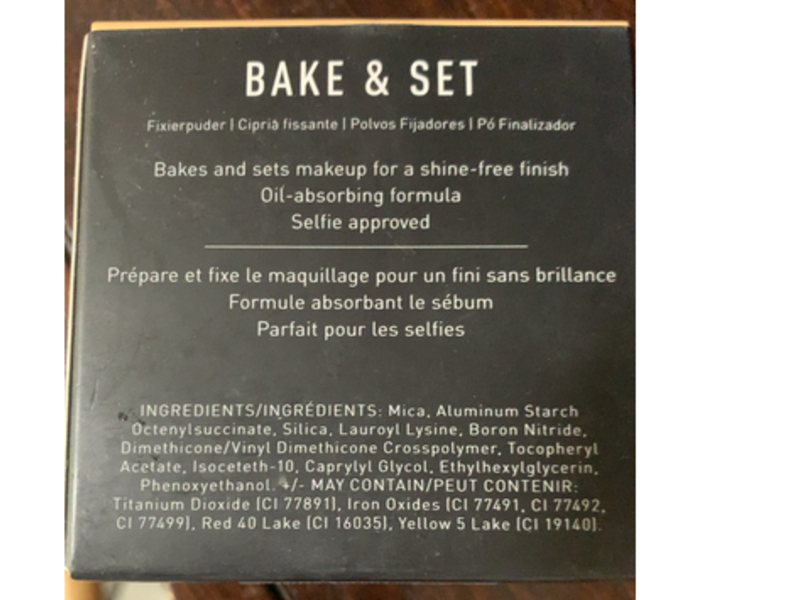 BAKE & SET
Fixierpuder | Cipria fissante | Polvos Fijadores | Pó Finalizador
Bakes and sets makeup for a shine-free finish
Oil-absorbing formula
Selfie approved
Prépare et fixe le maquillage pour un fini sans brillance
Formule absorbant le sébum
Parfait pour les selfies
INGREDIENTS/INGRÉDIENTS: Mica, Aluminum Starch
Octenylsuccinate, Silica, Lauroyl Lysine, Boron Nitride,
Dimethicone/Vinyl Dimethicone Crosspolymer, Tocopheryl
Acetate, Isoceteth-10, Caprylyl Glycol, Ethylhexylglycerin,
Phenoxyethanol. +/- MAY CONTAIN/PEUT CONTENIR:
Titanium Dioxide (CI 77891), Iron Oxides (CI 77491, CI 77492,
CI 77499), Red 40 Lake (CI 16035), Yellow 5 Lake (CI 19140).